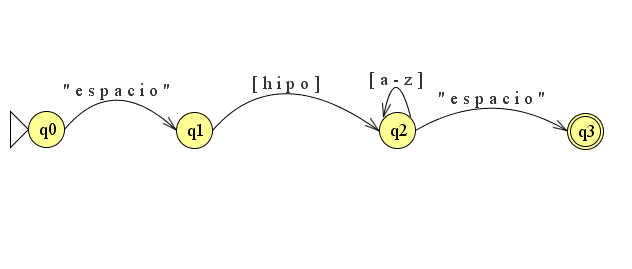 "espacio"
[hipo]
[a-z]
"espacio"
q0
q1
q2
q3